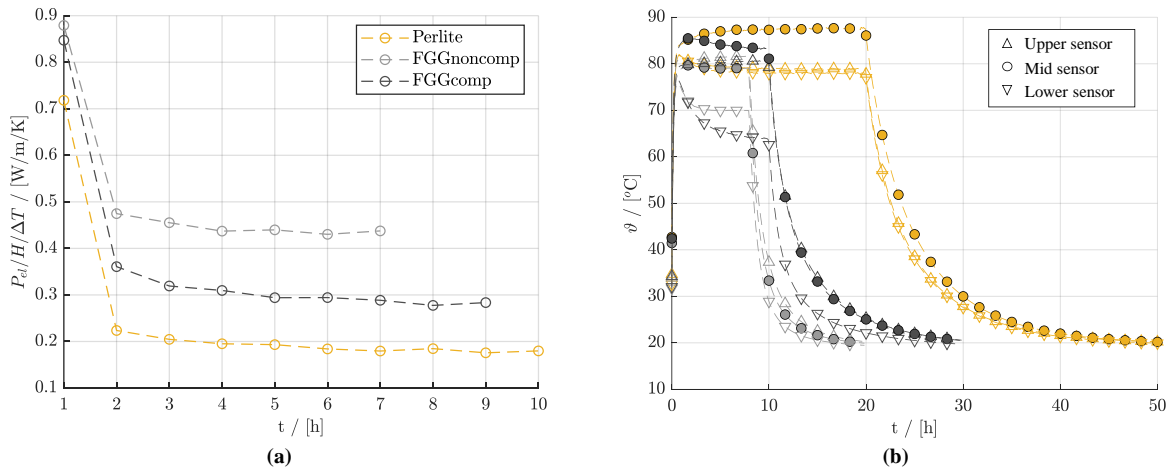 0.9
0.8
0.7
0.6
0.5
0.4
0.3
0.2
0.1
P_el/H/ΔT / [W/m/K]
Perlite
FGGnoncomp
FGGcomp
1 2 3 4 5 6 7 8 9 10
t / [h]
(a)
90
80
70
60
50
40
30
20
10
ϑ / [°C]
Upper sensor
Mid sensor
Lower sensor
0 10 20 30 40 50
t / [h]
(b)